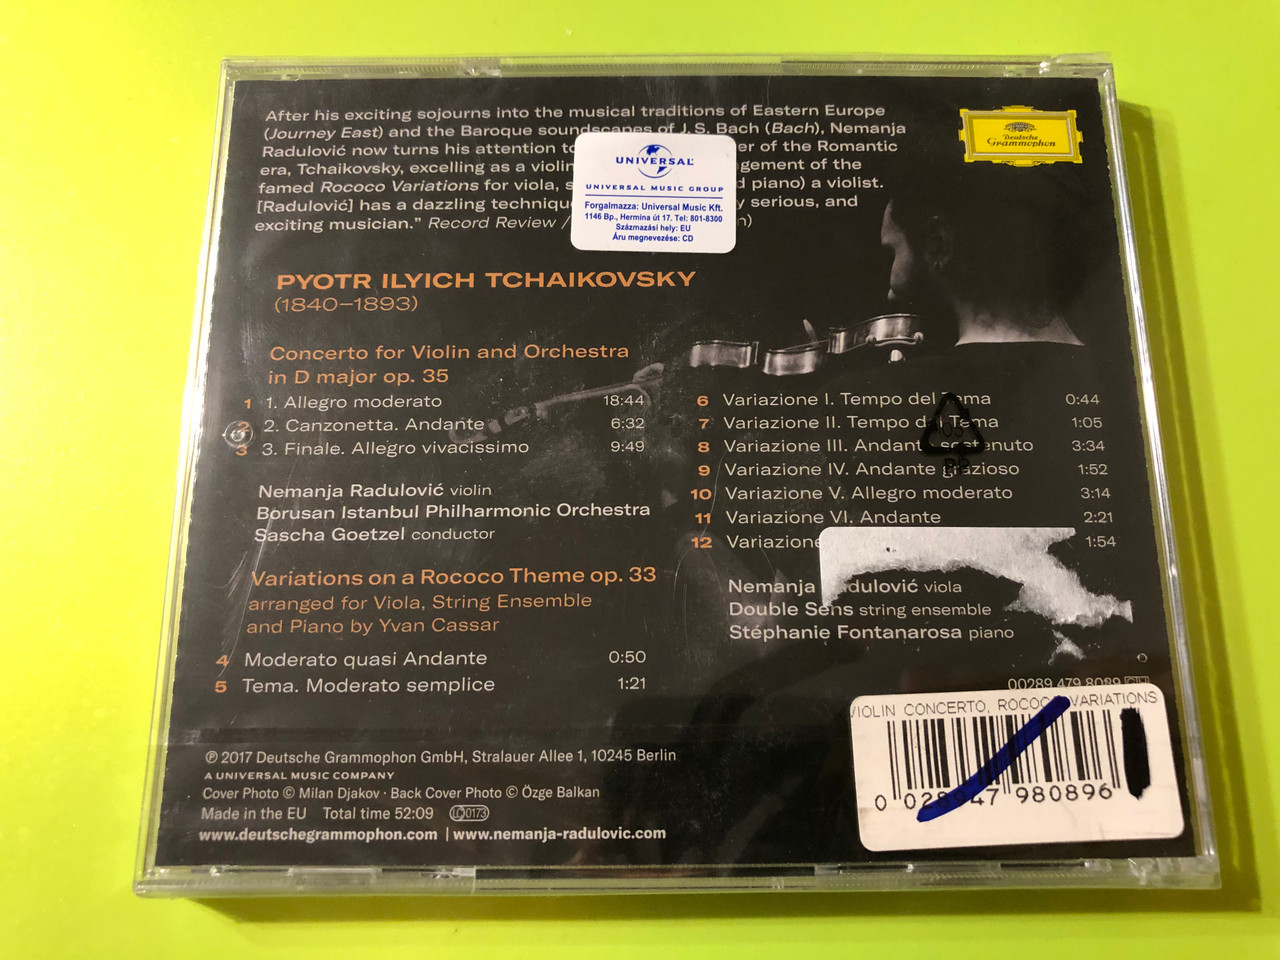 After his exciting sojourns into the musical traditions of Eastern Europe
(Journey East) and the Baroque soundscapes of J. S. Bach (Bach), Nemanja
Radulović now turns his attention of the Romantic
era, Tchaikovsky, excelling as a of the
famed Rococo Variations for viola, piano) a violist.
[Radulović] has a dazzling serious, and
exciting musician.” Record Review /
Deutsche
Grammophon
UNIVERSAL
UNIVERSAL MUSIC GROUP
Forgalmazza: Universal Music Kft.
1146 Bp., Hermina út 17. Tel: 801-8300
Származási hely: EU
Áru megnevezése: CD
PYOTR ILYICH TCHAIKOVSKY
(1840–1893)
Concerto for Violin and Orchestra
in D major op. 35
1 1. Allegro moderato 18:44
2 2. Canzonetta. Andante 6:32
3 3. Finale. Allegro vivacissimo 9:49
Nemanja Radulović violin
Borusan Istanbul Philharmonic Orchestra
Sascha Goetzel conductor
Variations on a Rococo Theme op. 33
arranged for Viola, String Ensemble
and Piano by Yvan Cassar
4 Moderato quasi Andante 0:50
5 Tema. Moderato semplice 1:21
6 Variazione I. Tempo del Tema 0:44
7 Variazione II. Tempo del Tema 1:05
8 Variazione III. Andante sostenuto 3:34
9 Variazione IV. Andante grazioso 1:52
10 Variazione V. Allegro moderato 3:14
11 Variazione VI. Andante 2:21
12 Variazione 1:54
Nemanja Radulović viola
Double Sens string ensemble
Stéphanie Fontanarosa piano
00289 479 8089 GH
VIOLIN CONCERTO, ROCOCO VARIATIONS
0 028947 980896
℗ 2017 Deutsche Grammophon GmbH, Stralauer Allee 1, 10245 Berlin
A UNIVERSAL MUSIC COMPANY
Cover Photo © Milan Djakov · Back Cover Photo © Özge Balkan
Made in the EU Total time 52:09 LC 0173
www.deutschegrammophon.com | www.nemanja-radulovic.com